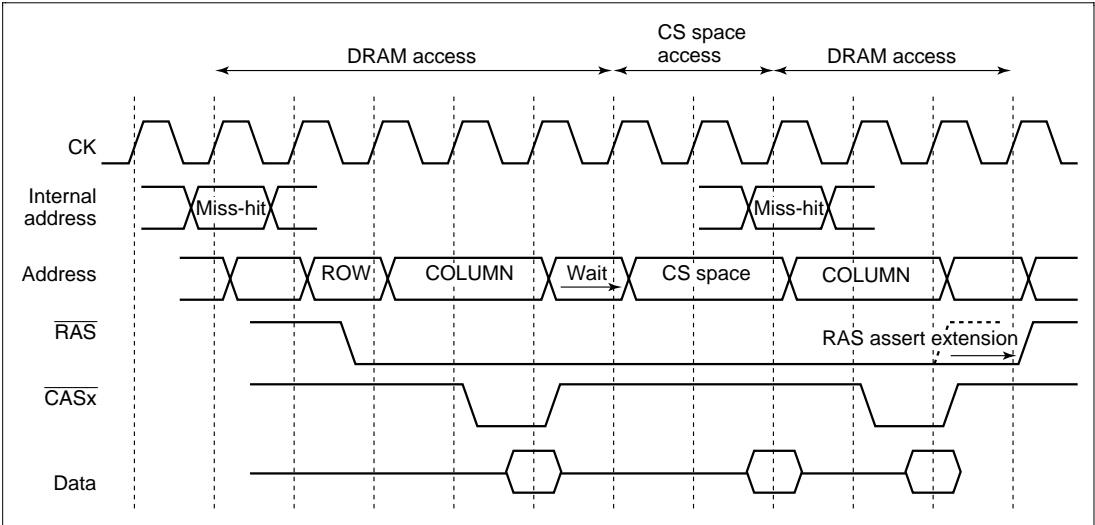 DRAM access
CS space
access
DRAM access
CK
Internal
address
Miss-hit
Miss-hit
Address
ROW
COLUMN
Wait
CS space
COLUMN
RAS
RAS assert extension
CASx
Data